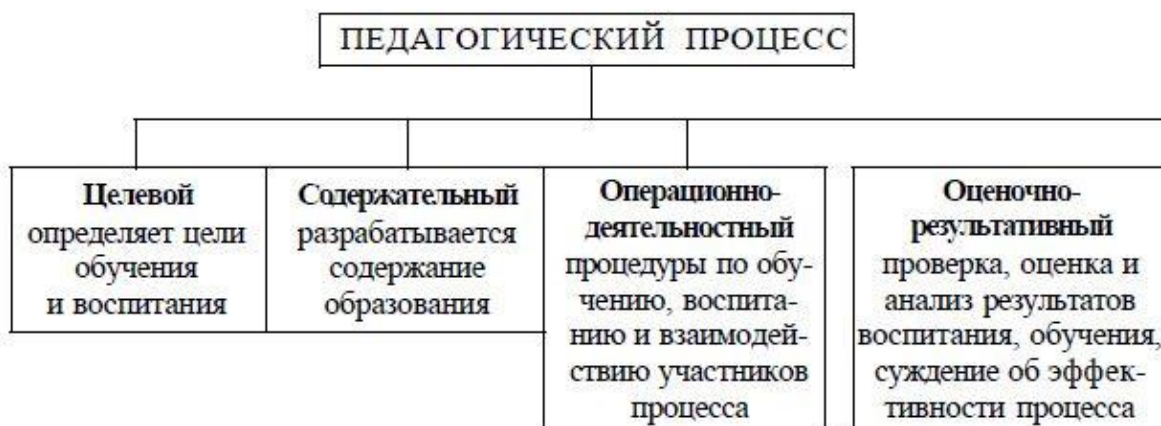 ПЕДАГОГИЧЕСКИЙ ПРОЦЕСС
Целевой
определяет цели
обучения
и воспитания
Содержательный
разрабатывается
содержание
образования
Операционно-
деятельностный
процедуры по обу-
чению, воспита-
нию и взаимодей-
ствию участников
процесса
Оценочно-
результативный
проверка, оценка и
анализ результатов
воспитания, обучения,
суждение об эффек-
тивности процесса